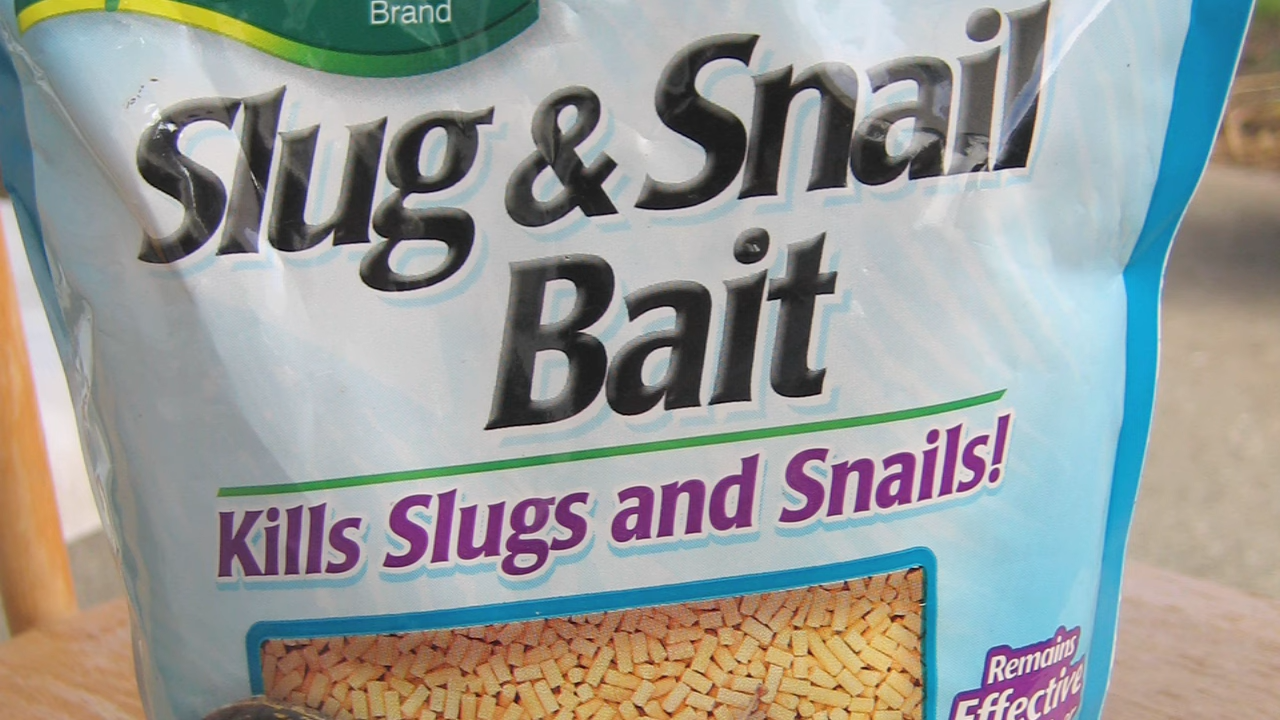 Brand
Slug & Snail
Bait
Kills Slugs and Snails!
Remains
Effective